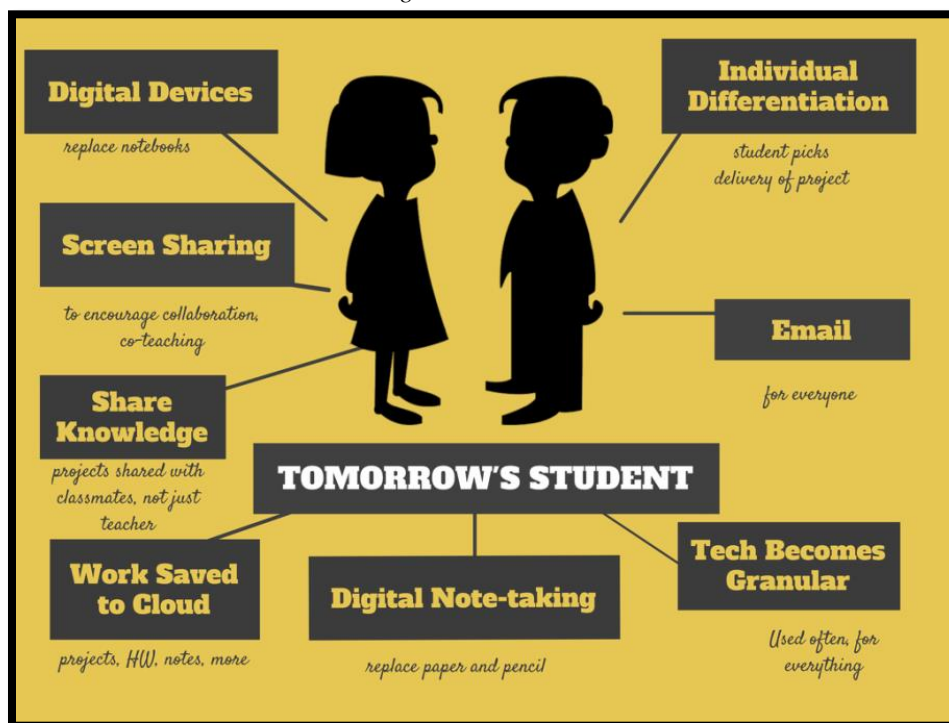 Digital Devices
replace notebooks
Screen Sharing
to encourage collaboration,
co-teaching
Share
Knowledge
projects shared with
classmates, not just
teacher
Individual
Differentiation
student picks
delivery of project
Email
for everyone
TOMORROW'S STUDENT
Work Saved
to Cloud
projects, HW, notes, more
Digital Note-taking
replace paper and pencil
Tech Becomes
Granular
Used often, for
everything